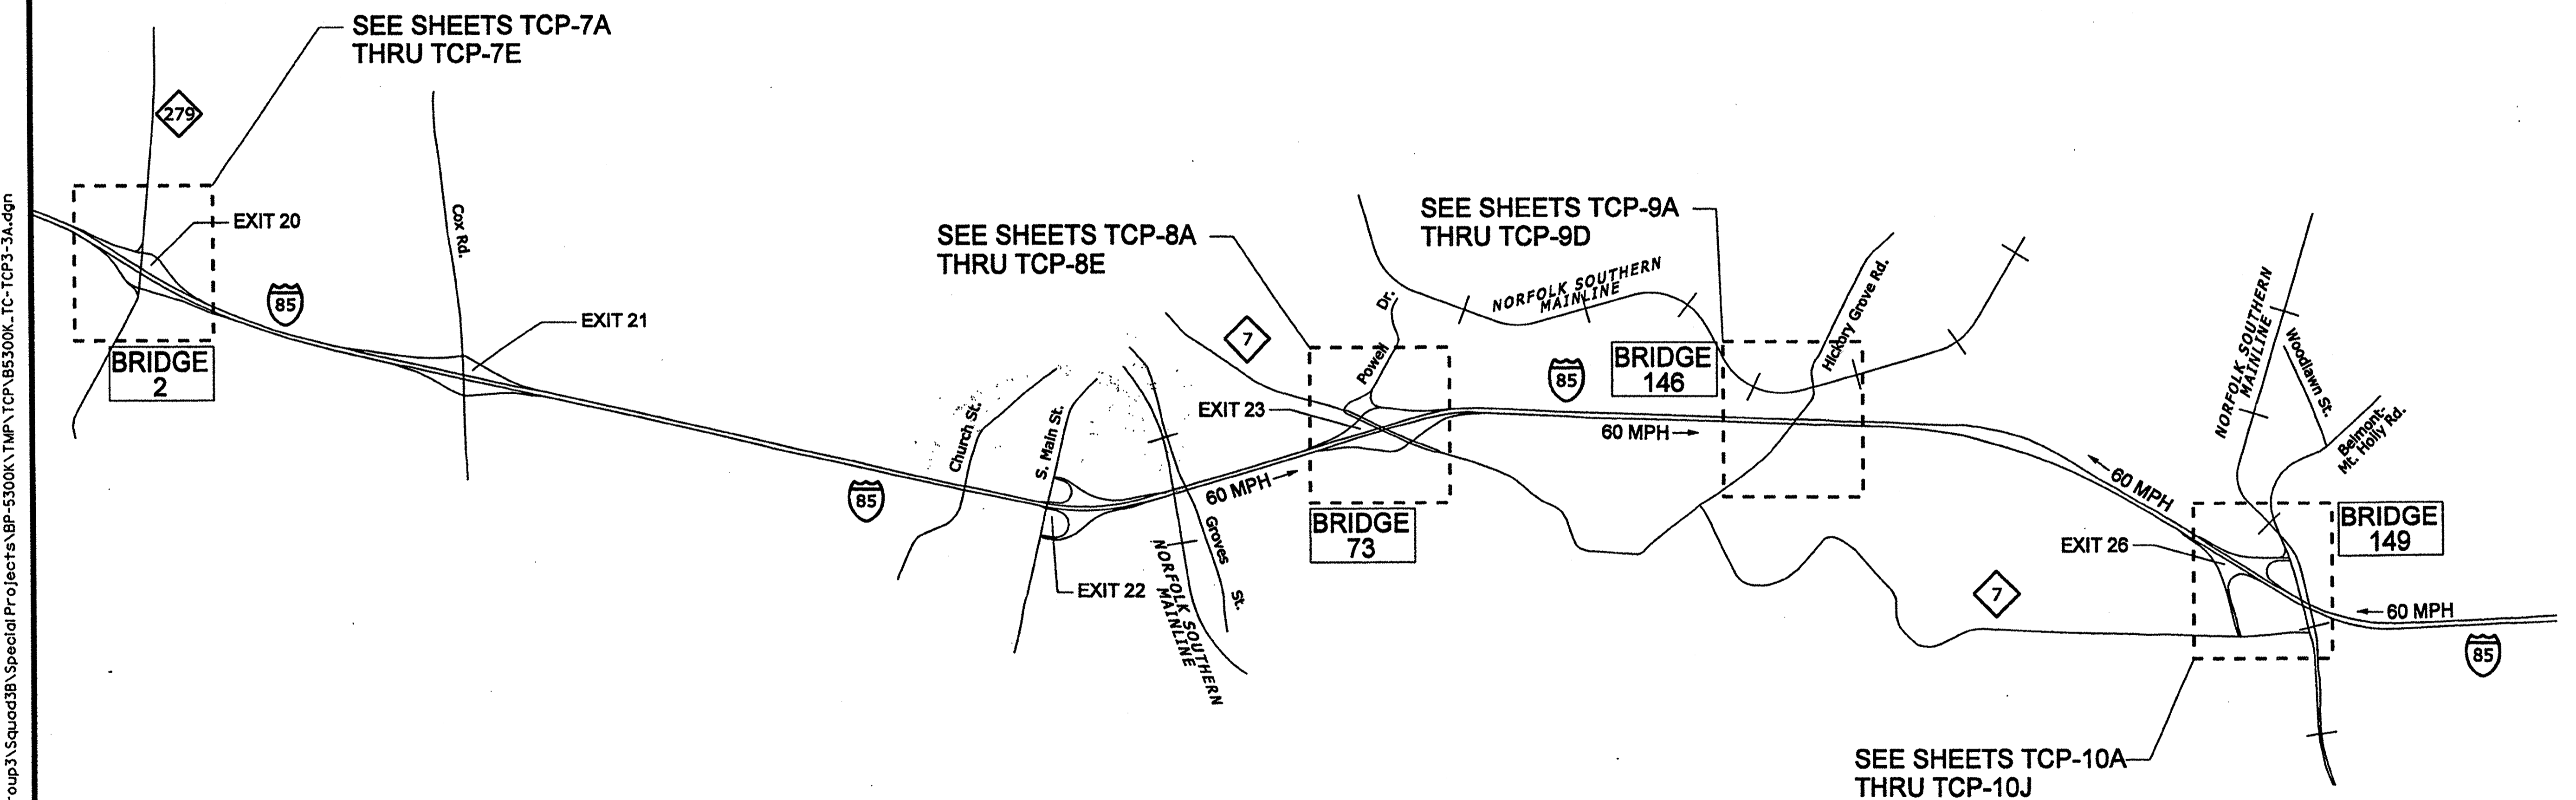 SEE SHEETS TCP-7A
THRU TCP-7E
279
EXIT 20
85
BRIDGE
2
Cox Rd.
EXIT 21
85
Church St.
S. Main St.
EXIT 22
NORFOLK SOUTHERN
MAINLINE
Groves St.
60 MPH
SEE SHEETS TCP-8A
THRU TCP-8E
7
EXIT 23
Powell Dr.
BRIDGE
73
NORFOLK SOUTHERN
MAINLINE
SEE SHEETS TCP-9A
THRU TCP-9D
85
BRIDGE
146
60 MPH
Hickory Grove Rd.
60 MPH
NORFOLK SOUTHERN
MAINLINE
Woodlawn St.
Belmont-
Mt. Holly Rd.
BRIDGE
149
EXIT 26
7
60 MPH
85
SEE SHEETS TCP-10A
THRU TCP-10J
roup3\Squad3B\Special Projects\BP-5300K\TMP\TCP\B5300K_TC-TCP3-3A.dgn